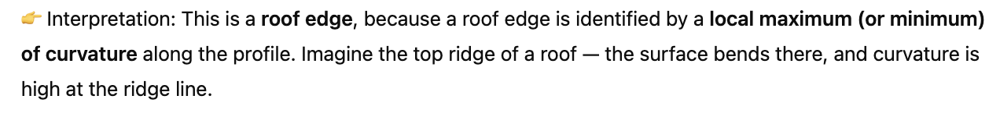 👉 Interpretation: This is a roof edge, because a roof edge is identified by a local maximum (or minimum)
of curvature along the profile. Imagine the top ridge of a roof — the surface bends there, and curvature is
high at the ridge line.